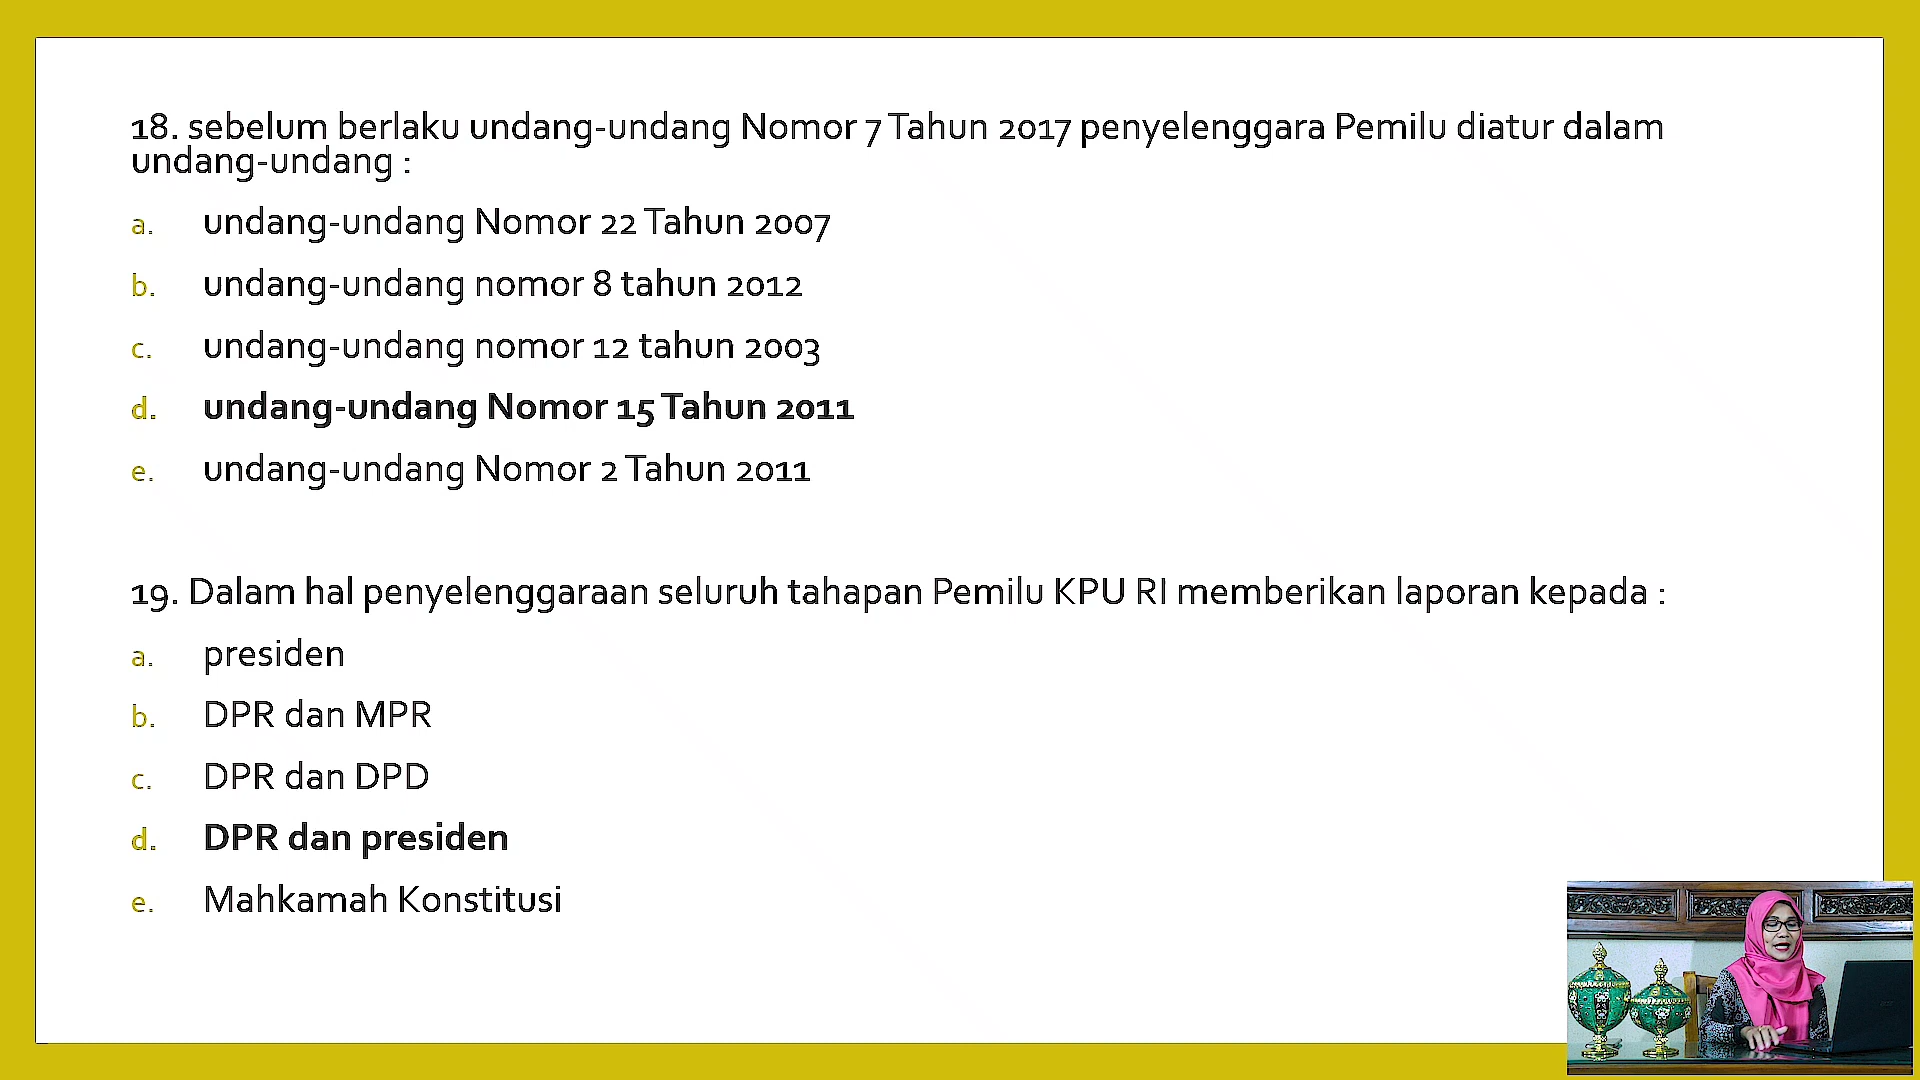 18. sebelum berlaku undang-undang Nomor 7 Tahun 2017 penyelenggara Pemilu diatur dalam
undang-undang :
a. undang-undang Nomor 22 Tahun 2007
b. undang-undang nomor 8 tahun 2012
c. undang-undang nomor 12 tahun 2003
d. undang-undang Nomor 15 Tahun 2011
e. undang-undang Nomor 2 Tahun 2011
19. Dalam hal penyelenggaraan seluruh tahapan Pemilu KPU RI memberikan laporan kepada :
a. presiden
b. DPR dan MPR
c. DPR dan DPD
d. DPR dan presiden
e. Mahkamah Konstitusi